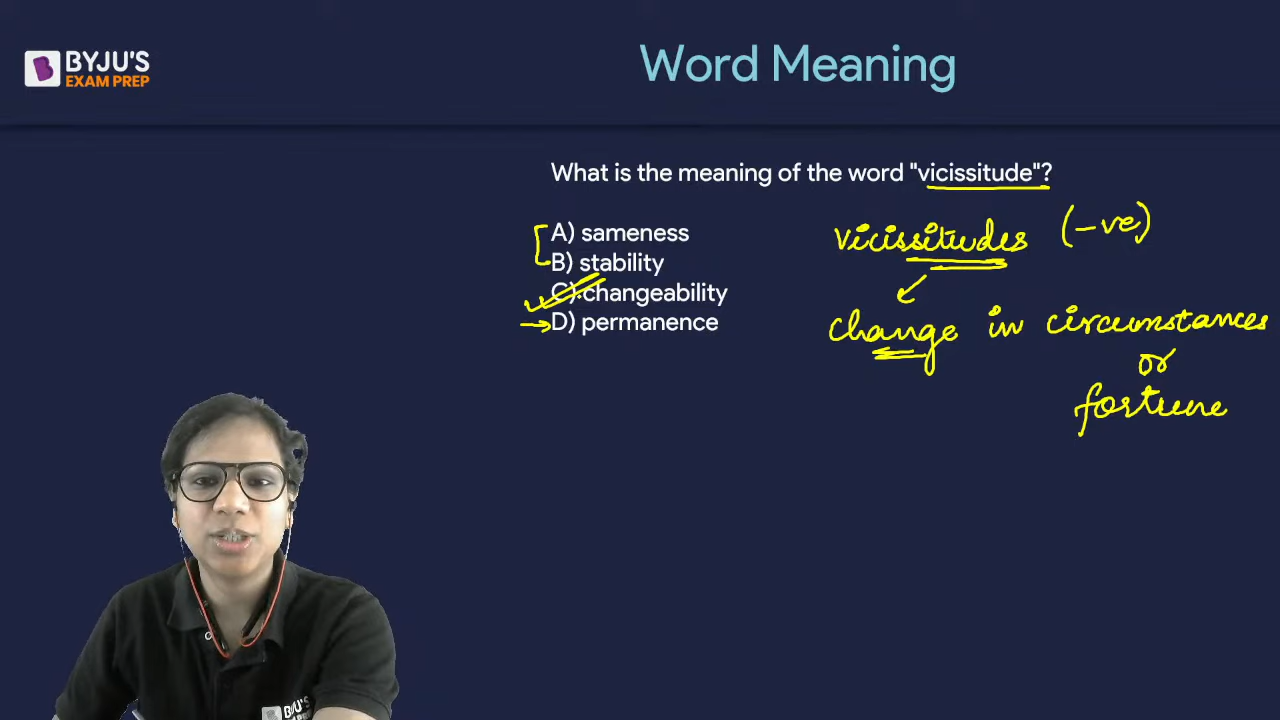 BYJU'S
EXAM PREP
Word Meaning
What is the meaning of the word "vicissitude"?
A) sameness
B) stability
C) changeability
D) permanence
Vicissitudes (-ve)
change in circumstances
or
fortune
BYJU'S